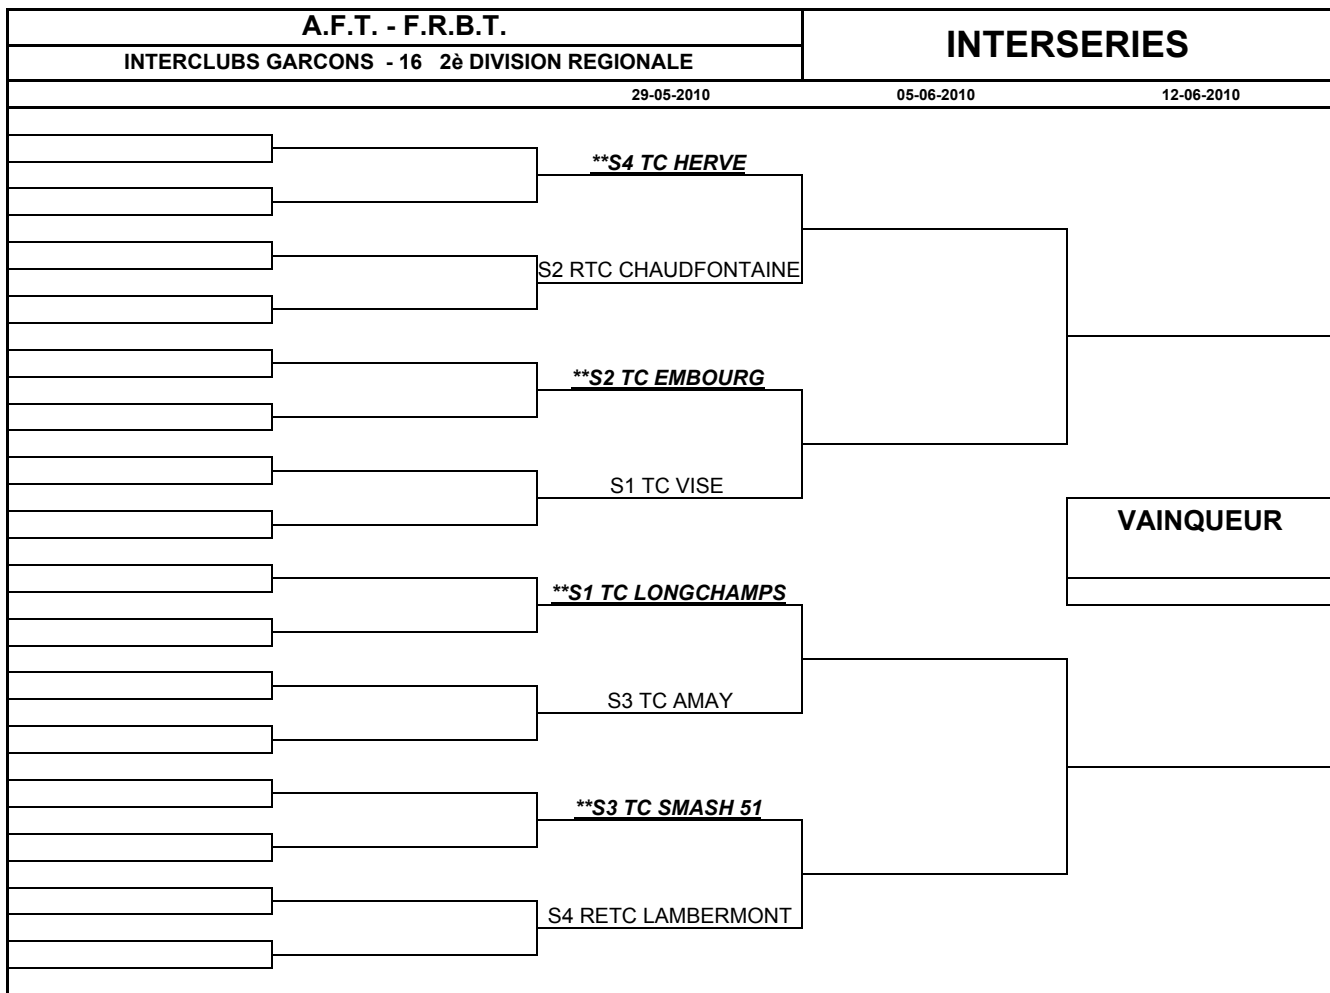 A.F.T. - F.R.B.T.
INTERSERIES
INTERCLUBS GARCONS - 16 2è DIVISION REGIONALE
29-05-2010 05-06-2010 12-06-2010
**S4 TC HERVE
S2 RTC CHAUDFONTAINE
**S2 TC EMBOURG
S1 TC VISE
VAINQUEUR
**S1 TC LONGCHAMPS
S3 TC AMAY
**S3 TC SMASH 51
S4 RETC LAMBERMONT